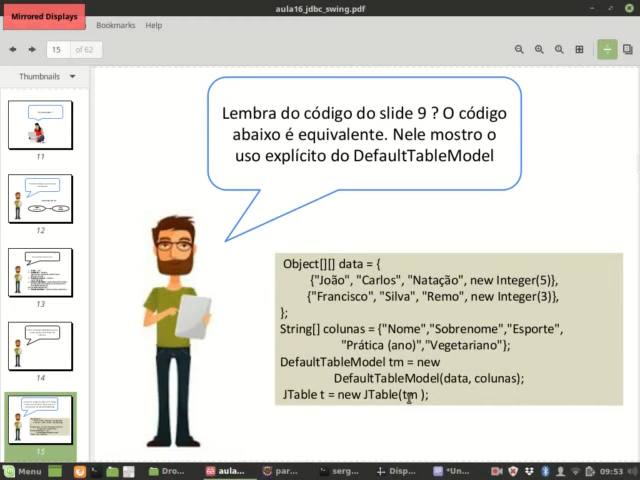 aula16_jdbc_swing.pdf
Mirrored Displays
Bookmarks
Help
15
of 62
Thumbnails
11
12
13
14
15
Lembra do código do slide 9 ? O código
abaixo é equivalente. Nele mostro o
uso explícito do DefaultTableModel
Object[][] data = {
{"João", "Carlos", "Natação", new Integer(5)},
{"Francisco", "Silva", "Remo", new Integer(3)},
};
String[] colunas = {"Nome","Sobrenome","Esporte",
"Prática (ano)","Vegetariano"};
DefaultTableModel tm = new
DefaultTableModel(data, colunas);
JTable t = new JTable(tm );
Menu
Dro...
aula...
par...
serg...
Disp...
*Un...
09:53